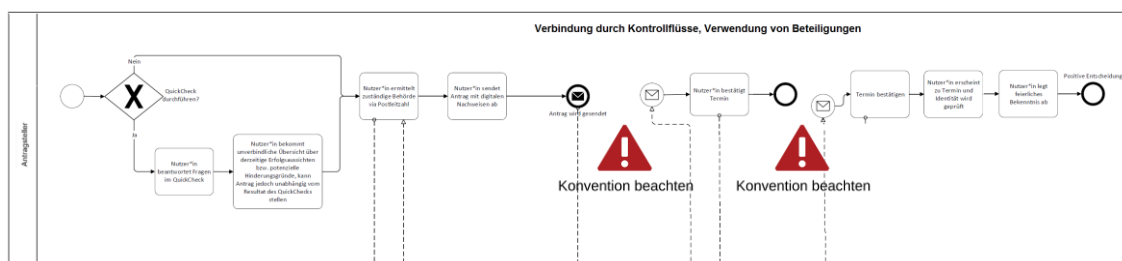 Verbindung durch Kontrollflüsse, Verwendung von Beteiligungen
Antragsteller
Nein
QuickCheck
durchführen?
X
Ja
Nutzer*in
beantwortet Fragen
im QuickCheck
Nutzer*in bekommt
unverbindliche Übersicht über
derzeitige Erfolgsaussichten
bzw. potenzielle
Hinderungsgründe, kann
Antrag jedoch unabhängig vom
Resultat des QuickChecks
stellen
Nutzer*in ermittelt
zuständige Behörde
via Postleitzahl
Nutzer*in sendet
Antrag mit digitalen
Nachweisen ab
Antrag wird gesendet
Konvention beachten
Nutzer*in bestätigt
Termin
Konvention beachten
Termin bestätigen
Nutzer*in erscheint
zu Termin und
Identität wird
geprüft
Nutzer*in legt
feierliches
Bekenntnis ab
Positive Entscheidung